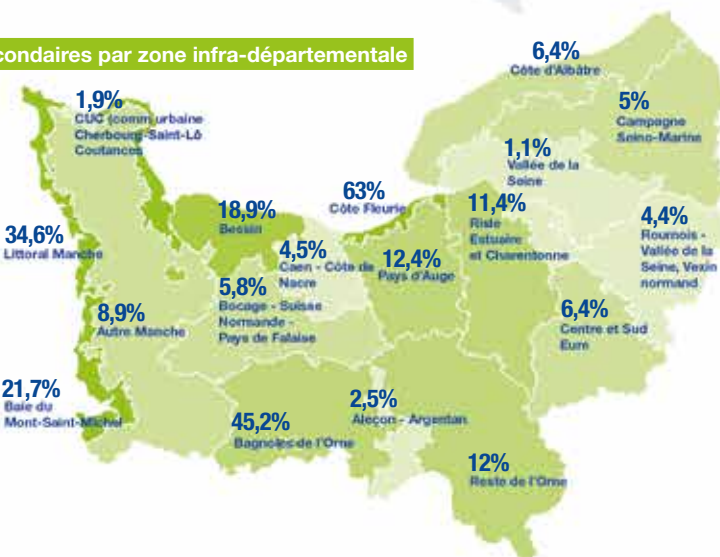 condaires par zone infra-départementale
6,4%
Côte d'Albâtre
1,9%
CUC (comm urbaine
Cherbourg-Saint-Lô
Coutances
5%
Campagne
Seino-Marine
1,1%
Vallée de la
Seine
63%
Côte Fleurie
18,9%
Bessin
11,4%
Risle
Estuaire
et Charentonne
4,4%
Roumois -
Vallée de la
Seine, Vexin
normand
34,6%
Littoral Manche
4,5%
Caen - Côte de
Nacre
12,4%
Pays d'Auge
5,8%
Bocage - Suisse
Normande -
Pays de Falaise
8,9%
Autre Manche
6,4%
Centre et Sud
Eure
21,7%
Baie du
Mont-Saint-Michel
45,2%
Bagnoles de l'Orne
2,5%
Aleçon - Argentan
12%
Reste de l'Orne